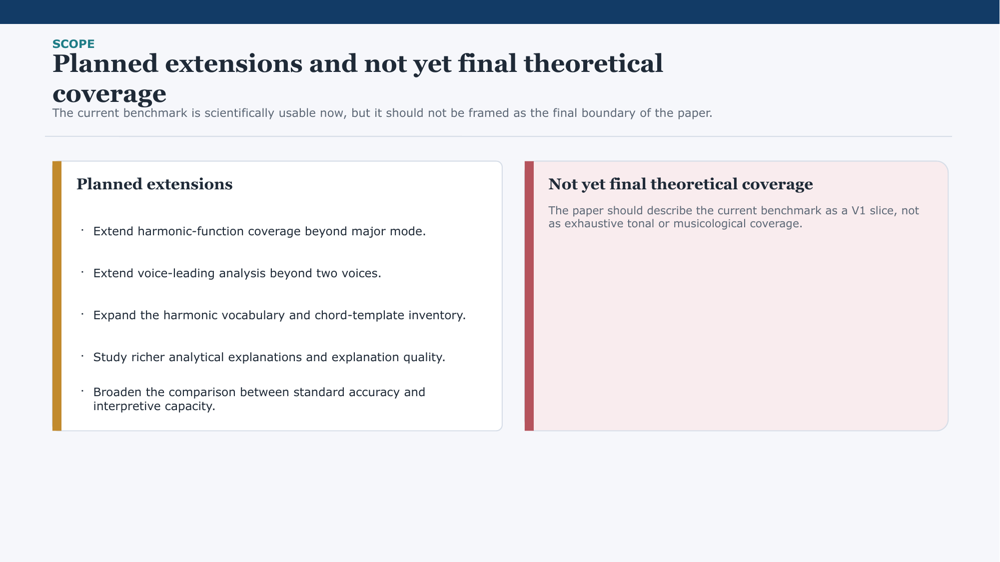 SCOPE
Planned extensions and not yet final theoretical
coverage
The current benchmark is scientifically usable now, but it should not be framed as the final boundary of the paper.
Planned extensions
· Extend harmonic-function coverage beyond major mode.
· Extend voice-leading analysis beyond two voices.
· Expand the harmonic vocabulary and chord-template inventory.
· Study richer analytical explanations and explanation quality.
· Broaden the comparison between standard accuracy and
interpretive capacity.
Not yet final theoretical coverage
The paper should describe the current benchmark as a V1 slice, not
as exhaustive tonal or musicological coverage.